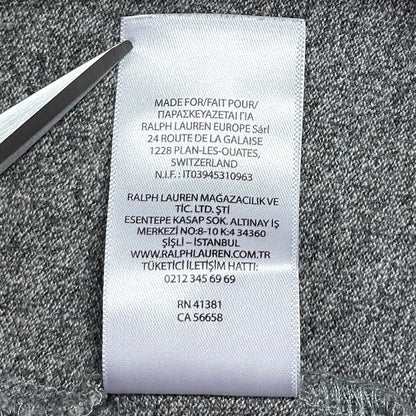 MADE FOR/FAIT POUR/
ΠΑΡΑΣΚΕΥΑΖΕΤΑΙ ΓΙΑ
RALPH LAUREN EUROPE Sárl
24 ROUTE DE LA GALAISE
1228 PLAN-LES-OUATES,
SWITZERLAND
N.I.F. : IT03945310963
RALPH LAUREN MAĞAZACILIK VE
TİC. LTD. ŞTİ
ESENTEPE KASAP SOK. ALTINAY İŞ
MERKEZİ NO:8-10 K:4 34360
ŞİŞLİ – İSTANBUL
WWW.RALPHLAUREN.COM.TR
TÜKETİCİ İLETİŞİM HATTI:
0212 345 69 69
RN 41381
CA 56658